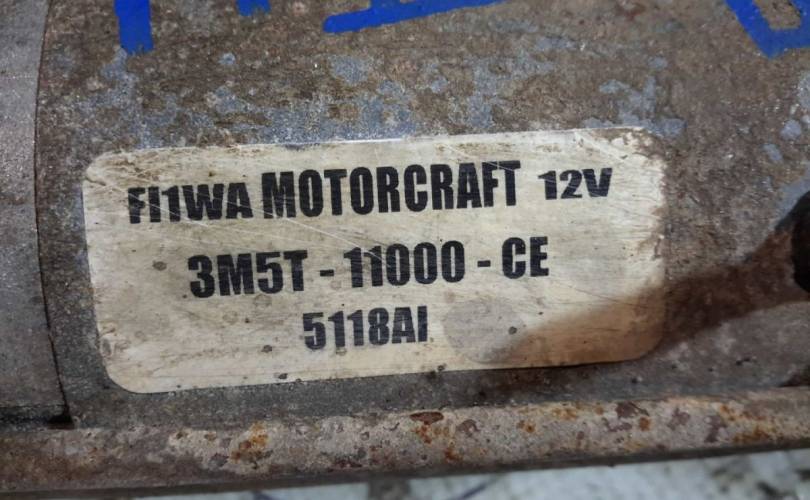 FI1WA MOTORCRAFT 12V
3M5T - 11000 - CE
5118AI